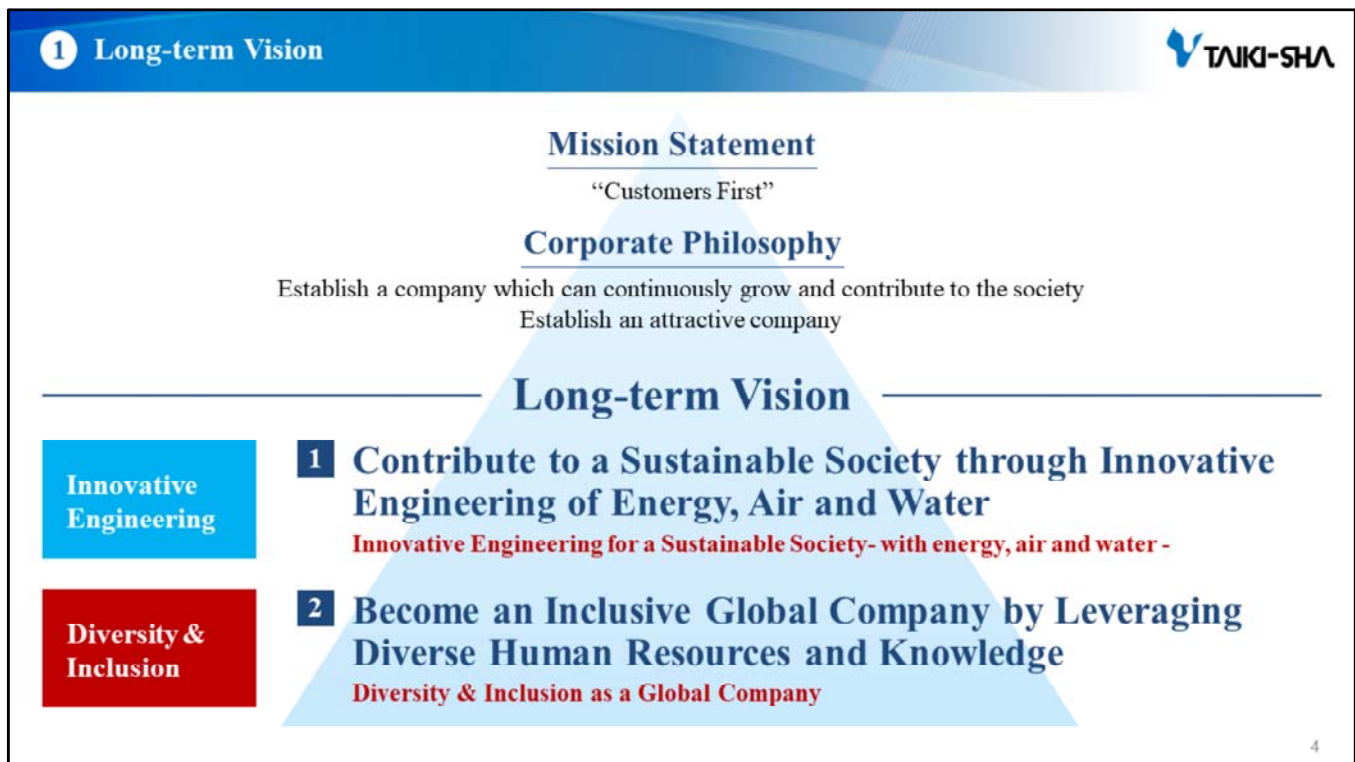 1 Long-term Vision
TAIKI-SHA
Mission Statement
“Customers First”
Corporate Philosophy
Establish a company which can continuously grow and contribute to the society
Establish an attractive company
Long-term Vision
Innovative
Engineering
1 Contribute to a Sustainable Society through Innovative
Engineering of Energy, Air and Water
Innovative Engineering for a Sustainable Society- with energy, air and water -
Diversity &
Inclusion
2 Become an Inclusive Global Company by Leveraging
Diverse Human Resources and Knowledge
Diversity & Inclusion as a Global Company
4